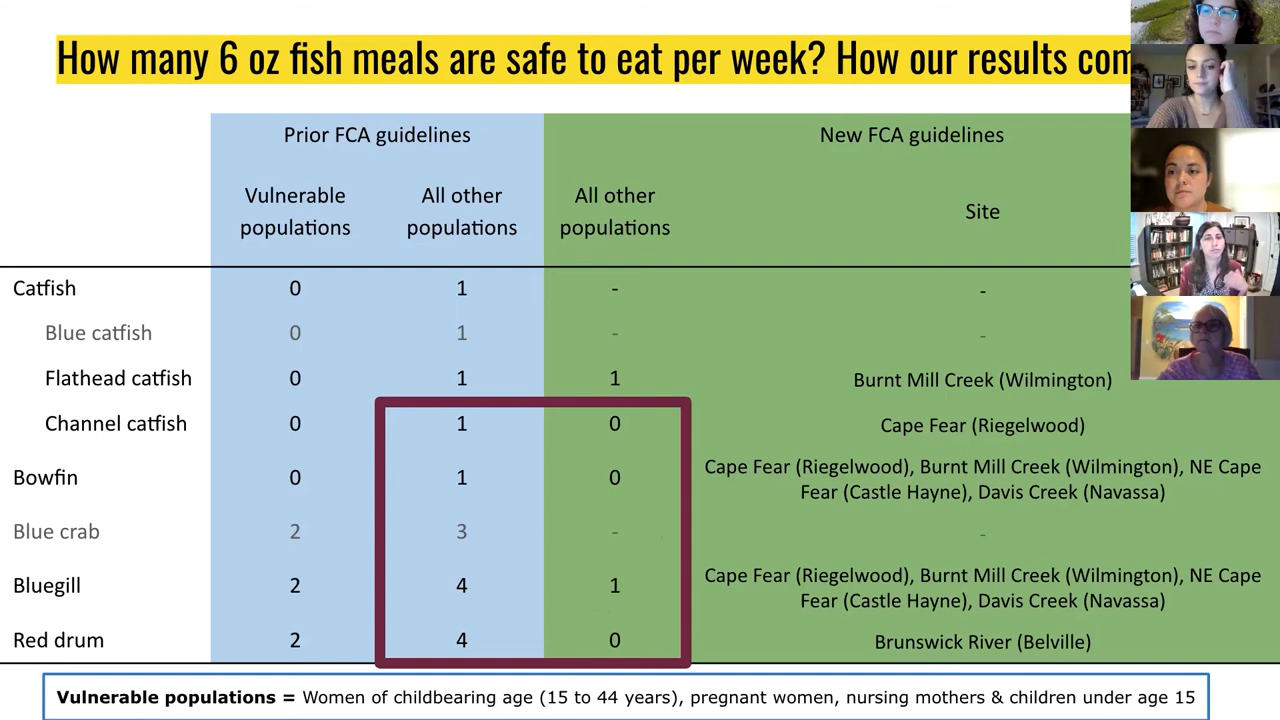 How many 6 oz fish meals are safe to eat per week? How our results com
Prior FCA guidelines New FCA guidelines
Vulnerable populations All other populations All other populations Site
Catfish 0 1 - -
Blue catfish 0 1 - -
Flathead catfish 0 1 1 Burnt Mill Creek (Wilmington)
Channel catfish 0 1 0 Cape Fear (Riegelwood)
Bowfin 0 1 0 Cape Fear (Riegelwood), Burnt Mill Creek (Wilmington), NE Cape
Fear (Castle Hayne), Davis Creek (Navassa)
Blue crab 2 3 - -
Bluegill 2 4 1 Cape Fear (Riegelwood), Burnt Mill Creek (Wilmington), NE Cape
Fear (Castle Hayne), Davis Creek (Navassa)
Red drum 2 4 0 Brunswick River (Belville)
Vulnerable populations = Women of childbearing age (15 to 44 years), pregnant women, nursing mothers & children under age 15